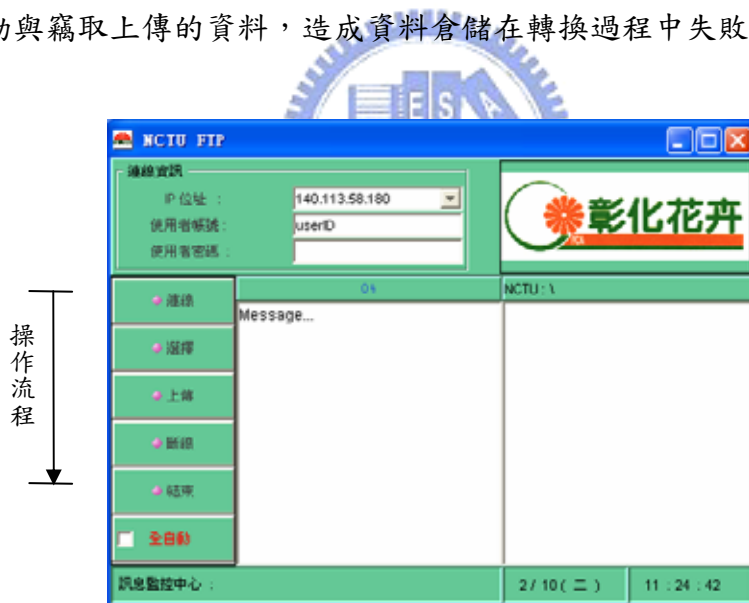 動與竊取上傳的資料,造成資料倉儲在轉換過程中失敗
ESA
NCTU FTP
連線資訊
IP 位址 :
140.113.58.180
使用者帳號:
userID
使用者密碼 :
彰化花卉
連線
0%
NCTU : \
Message...
選擇
上傳
斷線
結束
全自動
操作流程
訊息監控中心 :
2 / 10 ( 二 )
11 : 24 : 42